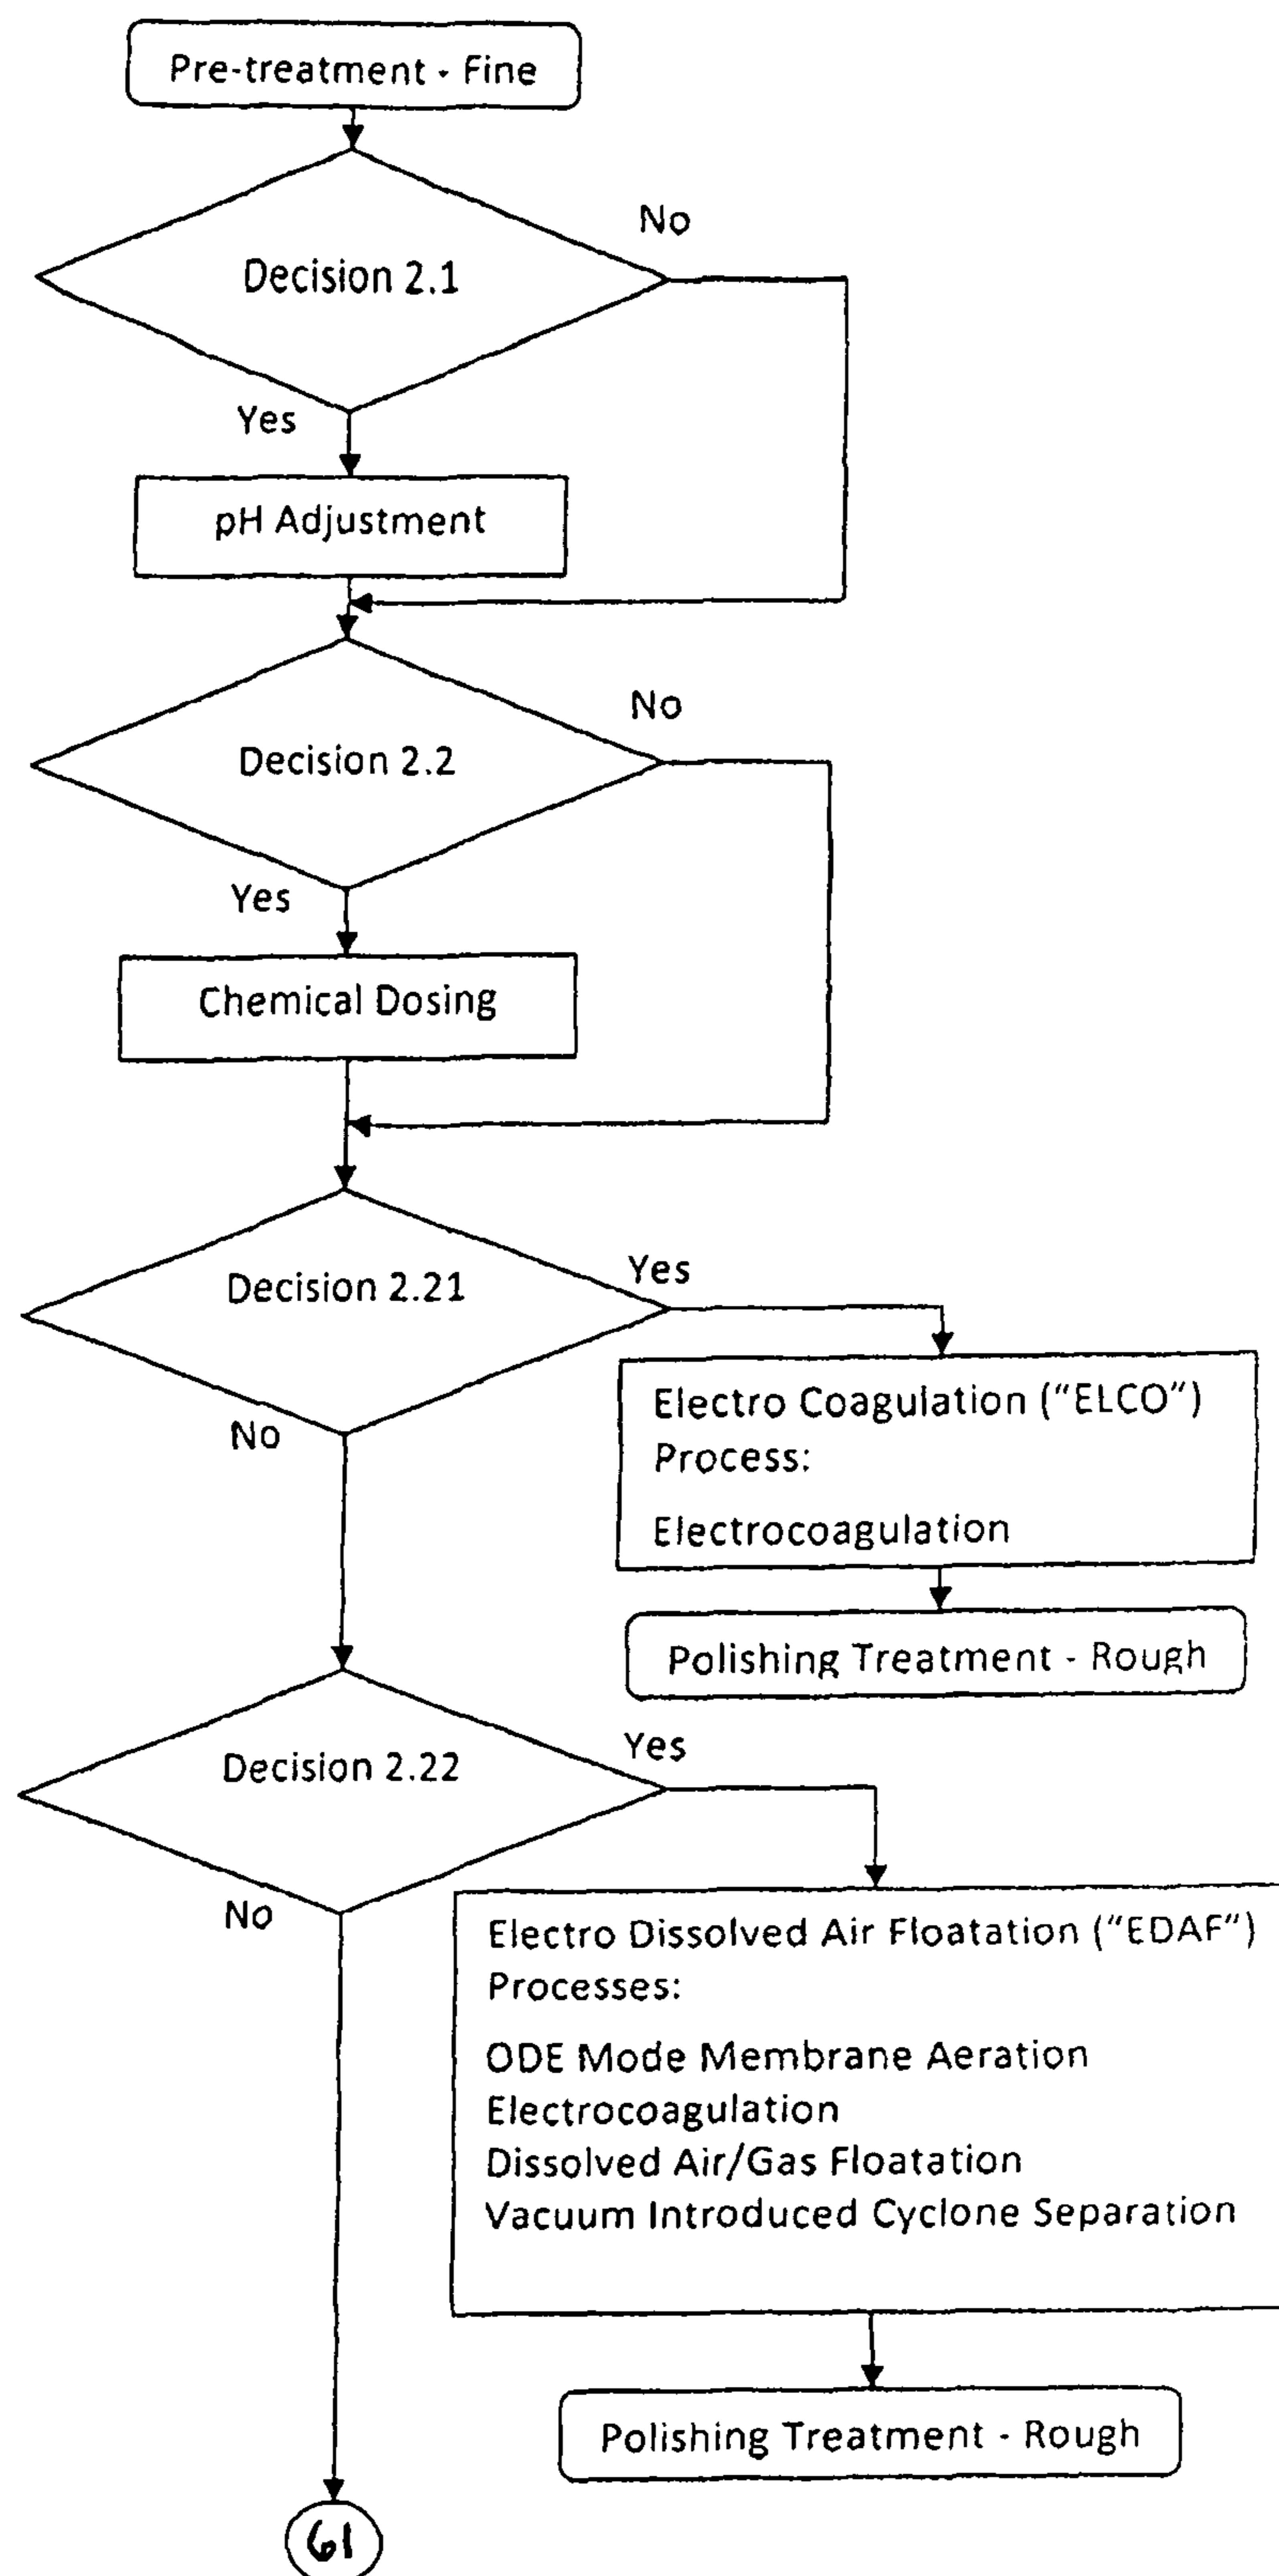 Pre-treatment - Fine
No
Decision 2.1
Yes
pH Adjustment
No
Decision 2.2
Yes
Chemical Dosing
Yes
Decision 2.21
Electro Coagulation (“ELCO”)
Process:
Electrocoagulation
No
Polishing Treatment - Rough
Yes
Decision 2.22
No
Electro Dissolved Air Floatation (“EDAF”)
Processes:
ODE Mode Membrane Aeration
Electrocoagulation
Dissolved Air/Gas Floatation
Vacuum Introduced Cyclone Separation
Polishing Treatment - Rough
61